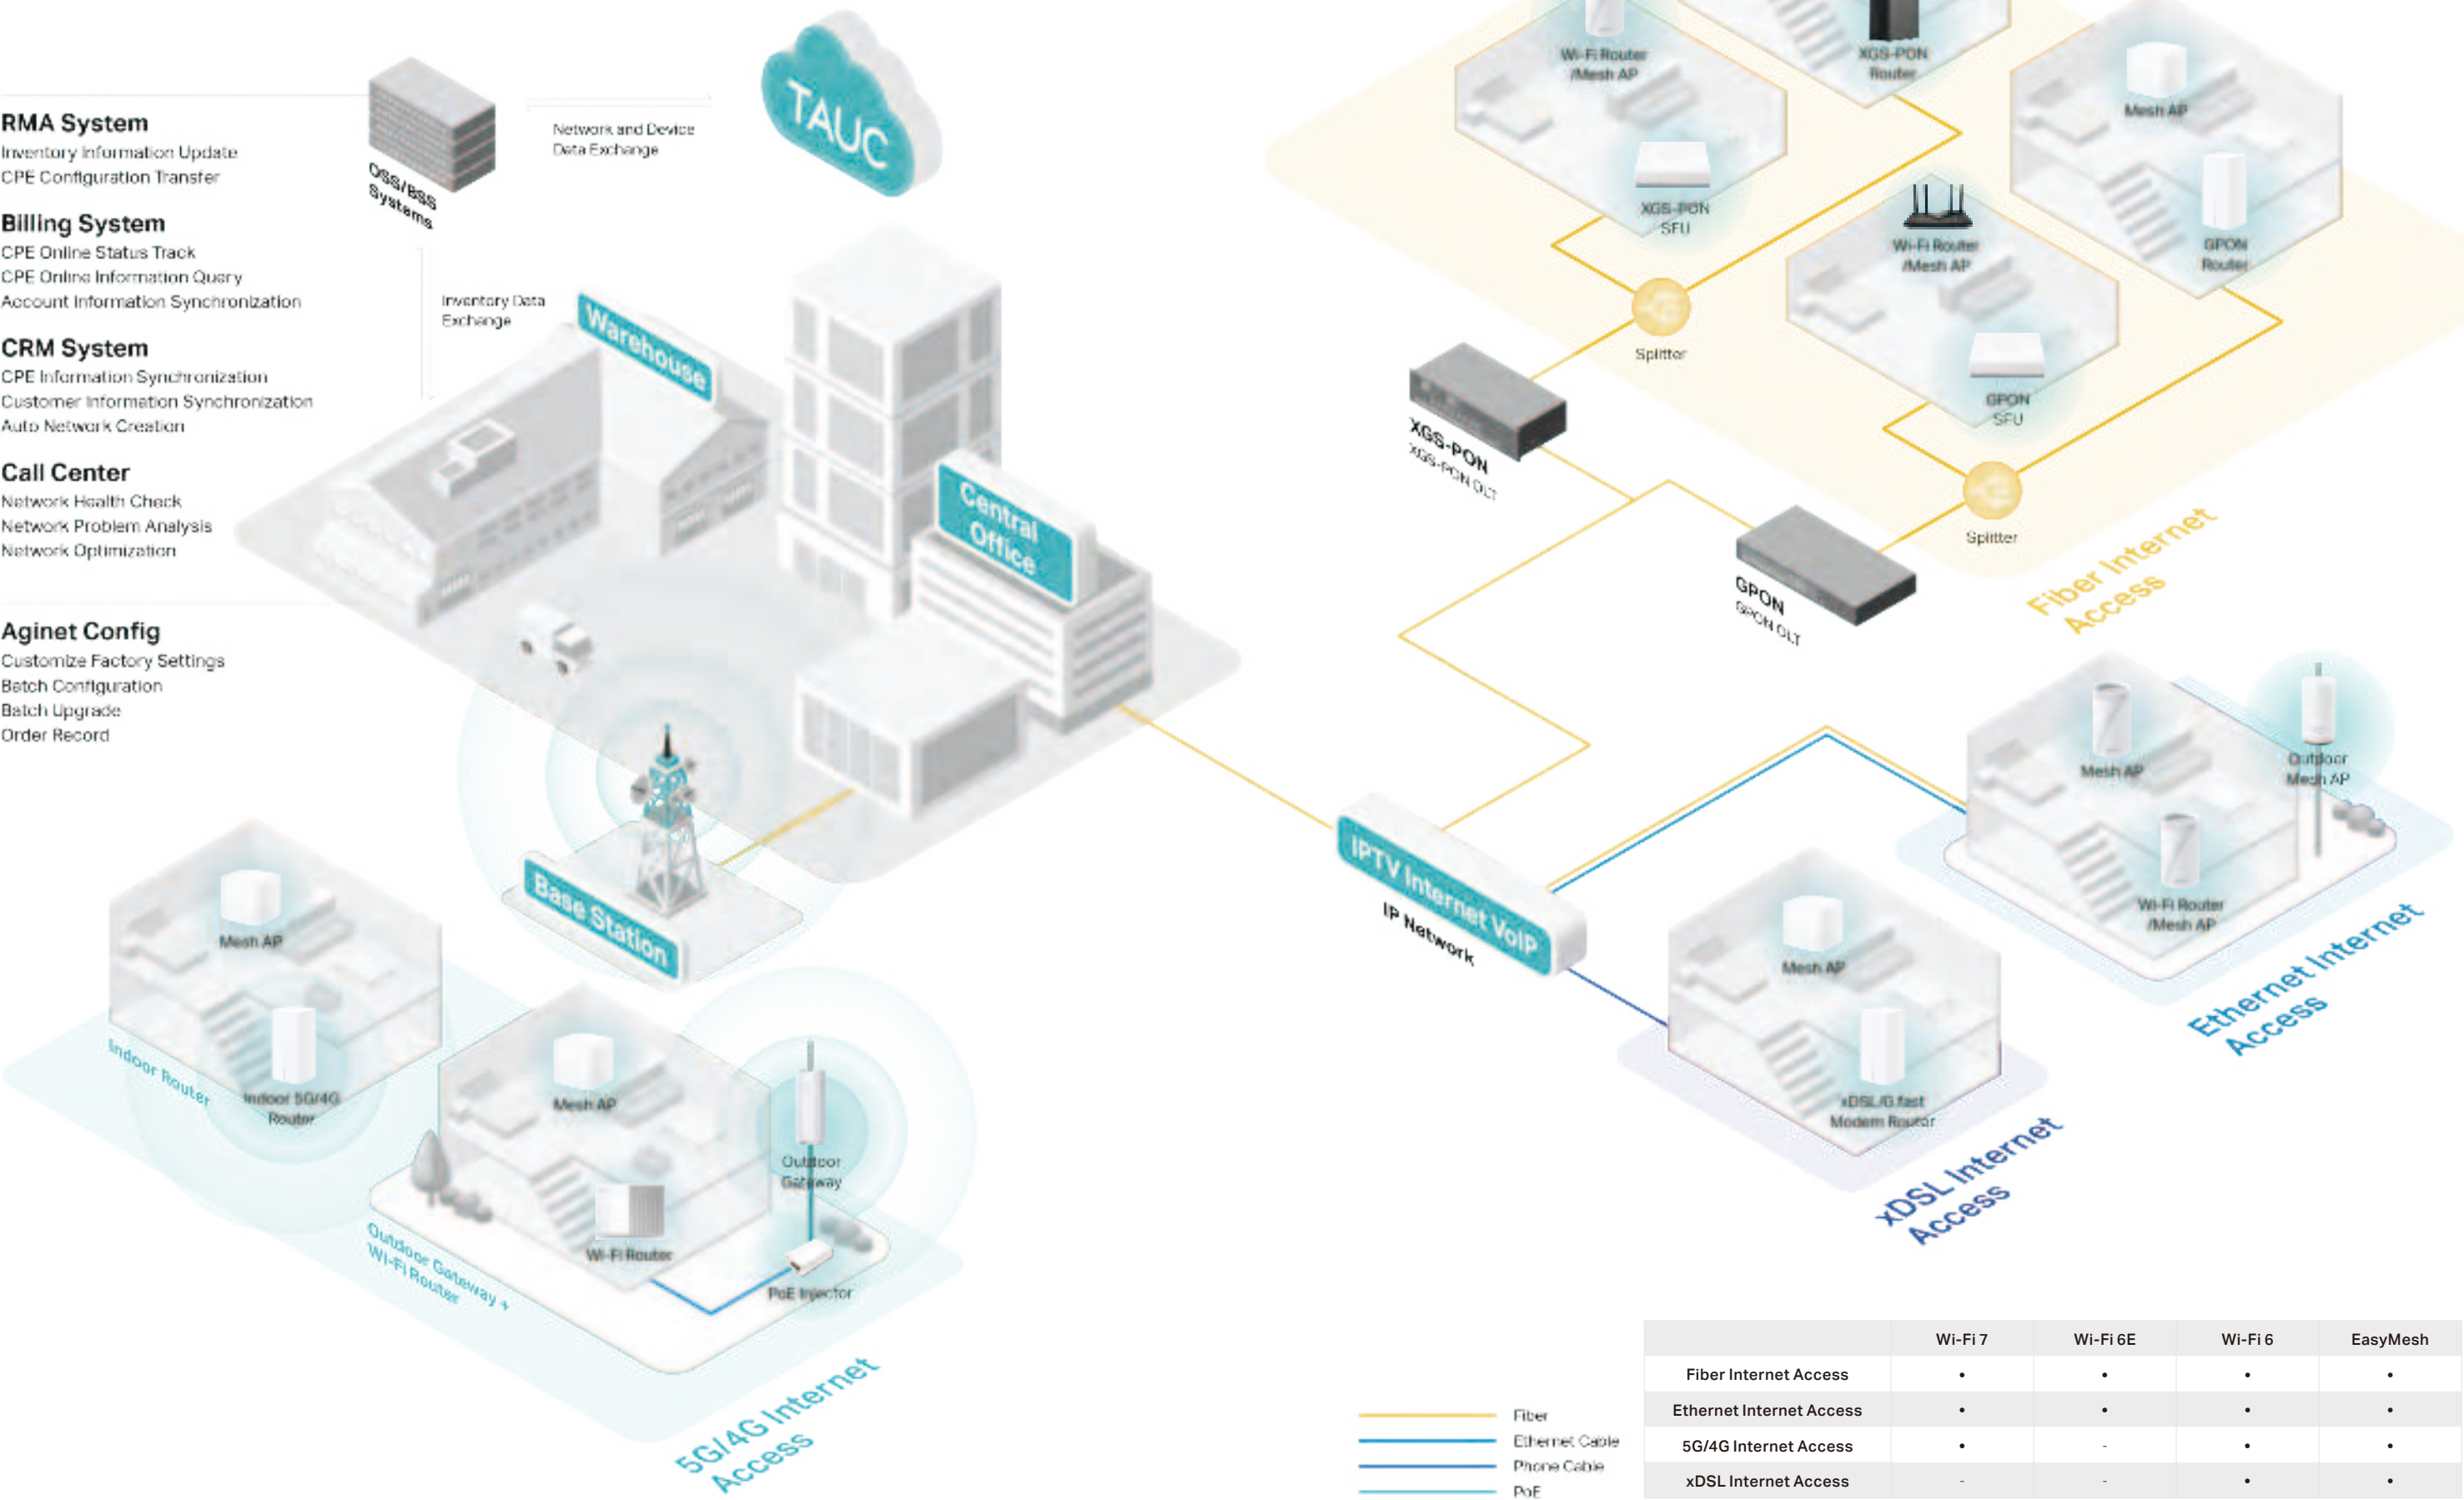 RMA System
Inventory Information Update
CPE Configuration Transfer
Billing System
CPE Online Status Track
CPE Online Information Query
Account Information Synchronization
CRM System
CPE Information Synchronization
Customer Information Synchronization
Auto Network Creation
Call Center
Network Health Check
Network Problem Analysis
Network Optimization
Aginet Config
Customize Factory Settings
Batch Configuration
Batch Upgrade
Order Record
OSS/BSS
Systems
Network and Device
Data Exchange
TAUC
Inventory Data
Exchange
Warehouse
Central
Office
Base Station
Mesh AP
Indoor 5G/4G
Router
Indoor Router
Mesh AP
Wi-Fi Router
Outdoor
Gateway
PoE Injector
Outdoor Gateway +
Wi-Fi Router
5G/4G Internet
Access
Wi-Fi Router
/Mesh AP
XGS-PON
SFU
XGS-PON
Router
Mesh AP
GPON
Router
Wi-Fi Router
/Mesh AP
GPON
SFU
Splitter
Splitter
XGS-PON
XGS-PON OLT
GPON
GPON OLT
Fiber Internet
Access
IPTV Internet VoIP
IP Network
Mesh AP
Outdoor
Mesh AP
Wi-Fi Router
/Mesh AP
Ethernet Internet
Access
Mesh AP
xDSL/G.fast
Modem Router
xDSL Internet
Access
Fiber
Ethernet Cable
Phone Cable
PoE
Wi-Fi 7 Wi-Fi 6E Wi-Fi 6 EasyMesh
Fiber Internet Access • • • •
Ethernet Internet Access • • • •
5G/4G Internet Access • - • •
xDSL Internet Access - - • •